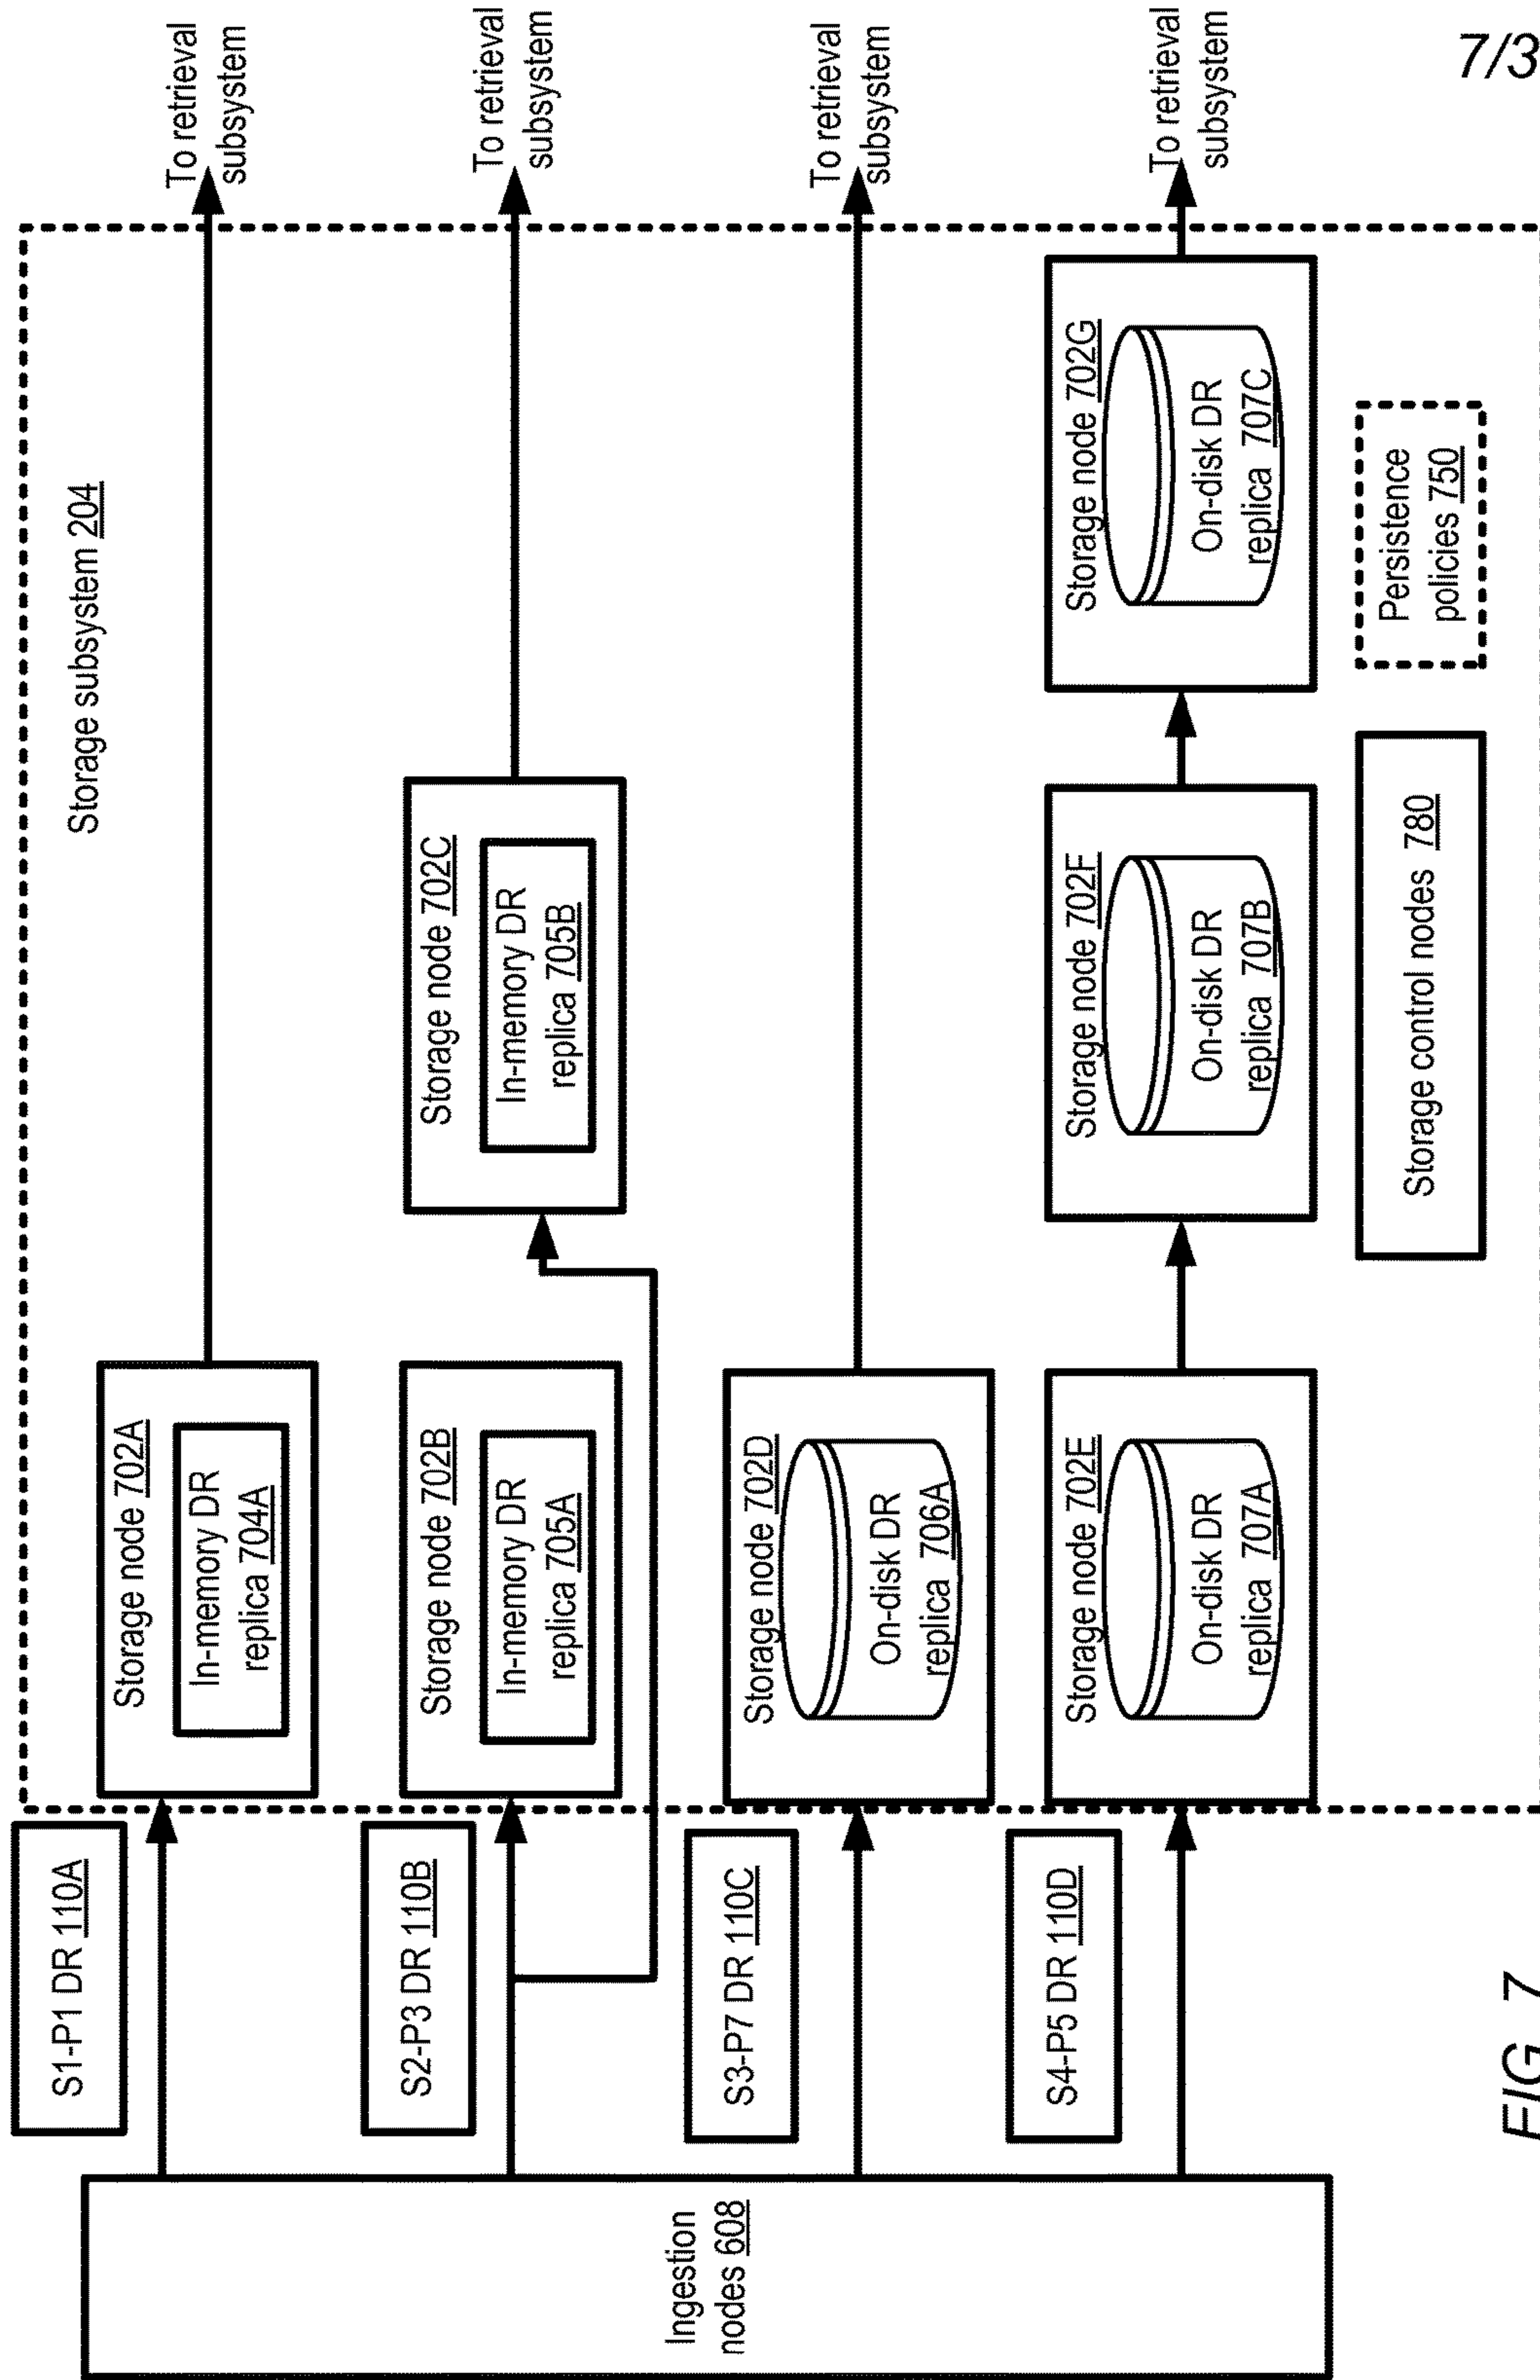 7/3
Storage subsystem 204
Ingestion
nodes 608
S1-P1 DR 110A
Storage node 702A
In-memory DR
replica 704A
To retrieval
subsystem
S2-P3 DR 110B
Storage node 702B
In-memory DR
replica 705A
Storage node 702C
In-memory DR
replica 705B
To retrieval
subsystem
S3-P7 DR 110C
Storage node 702D
On-disk DR
replica 706A
To retrieval
subsystem
S4-P5 DR 110D
Storage node 702E
On-disk DR
replica 707A
Storage node 702F
On-disk DR
replica 707B
Storage node 702G
On-disk DR
replica 707C
To retrieval
subsystem
Storage control nodes 780
Persistence
policies 750
FIG. 7